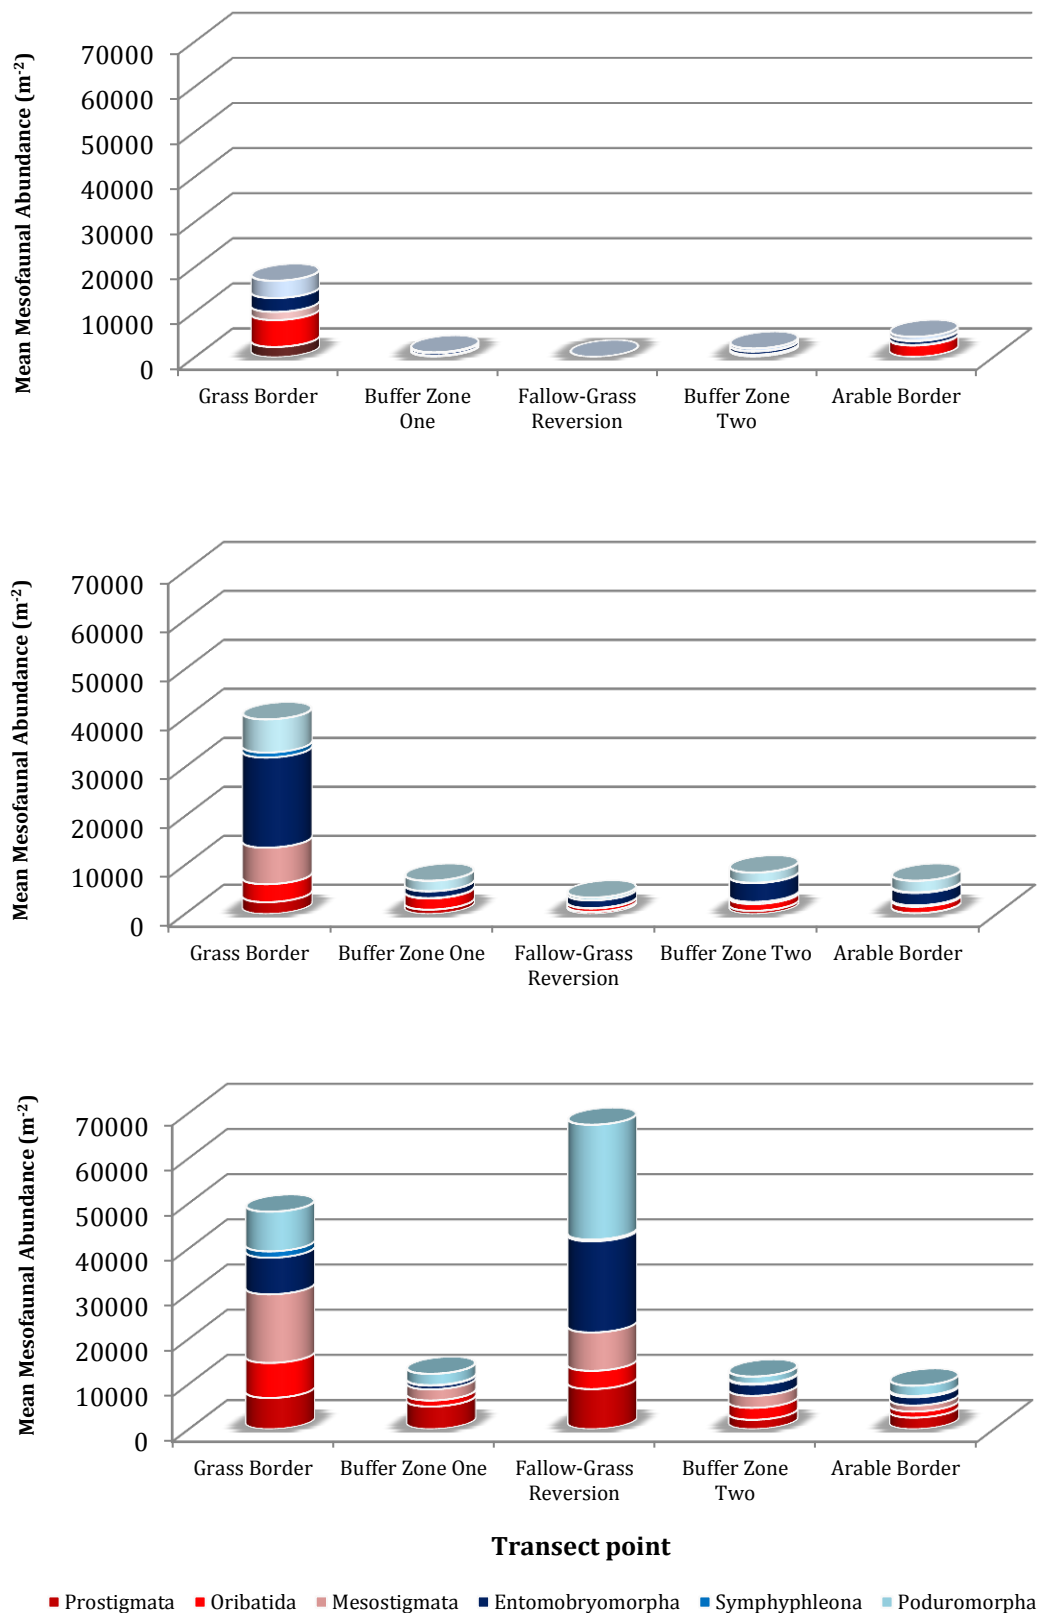 Mean Mesofaunal Abundance (m-2)
70000
60000
50000
40000
30000
20000
10000
0
Grass Border
Buffer Zone
One
Fallow-Grass
Reversion
Buffer Zone
Two
Arable Border
Mean Mesofaunal Abundance (m-2)
70000
60000
50000
40000
30000
20000
10000
0
Grass Border
Buffer Zone One
Fallow-Grass
Reversion
Buffer Zone Two
Arable Border
Mean Mesofaunal Abundance (m-2)
70000
60000
50000
40000
30000
20000
10000
0
Grass Border
Buffer Zone One
Fallow-Grass
Reversion
Buffer Zone
Two
Arable Border
Transect point
Prostigmata Oribatida Mesostigmata Entomobryomorpha Symphyphleona Poduromorpha